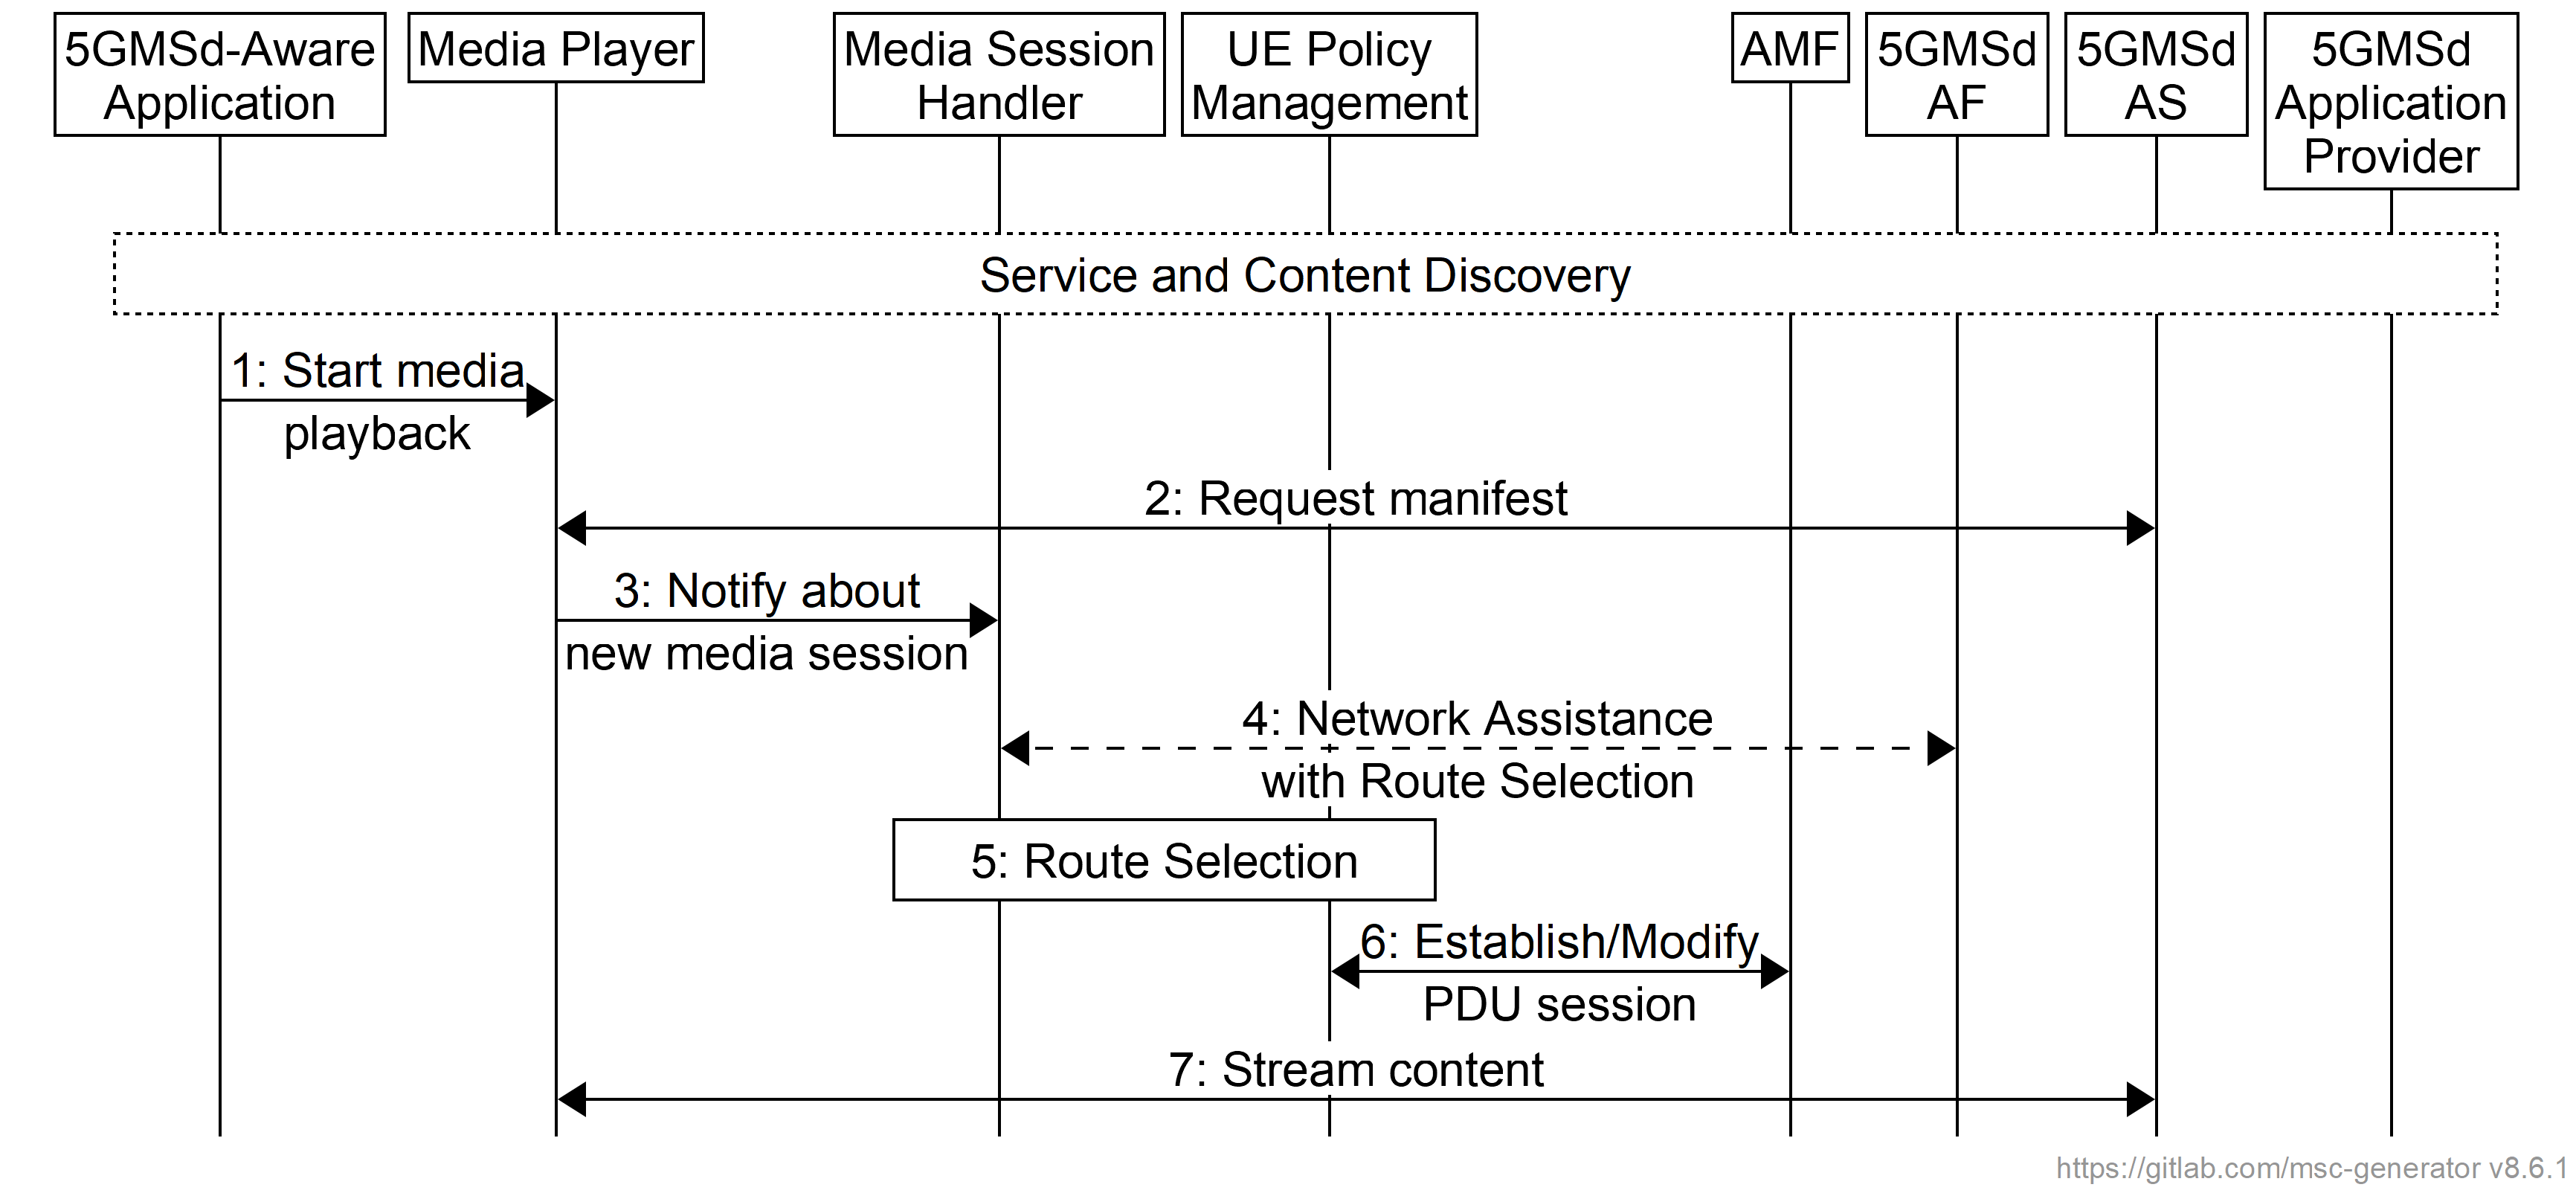 5GMSd-Aware
Application
Media Player
Media Session
Handler
UE Policy
Management
AMF
5GMSd
AF
5GMSd
AS
5GMSd
Application
Provider
Service and Content Discovery
1: Start media
playback
2: Request manifest
3: Notify about
new media session
4: Network Assistance
with Route Selection
5: Route Selection
6: Establish/Modify
PDU session
7: Stream content
https://gitlab.com/msc-generator v8.6.1